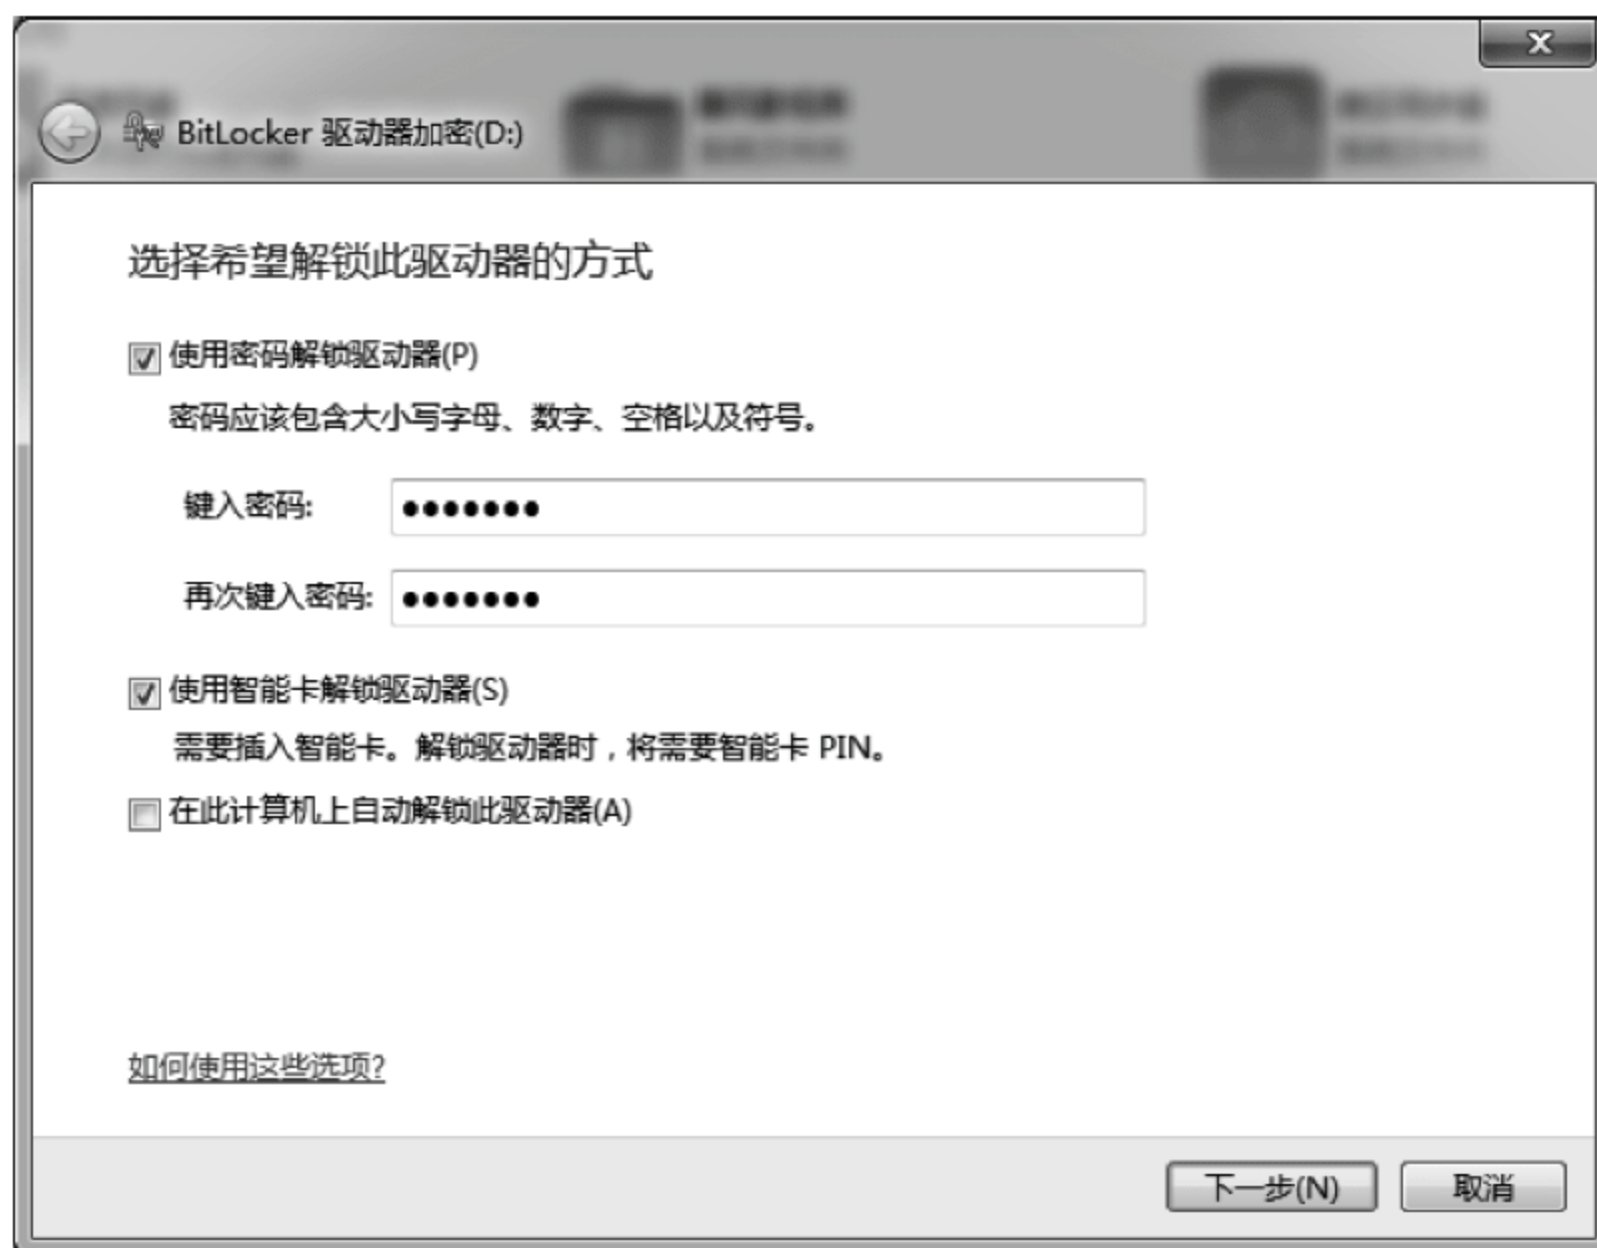 BitLocker 驱动器加密(D:)
选择希望解锁此驱动器的方式
使用密码解锁驱动器(P)
密码应该包含大小写字母、数字、空格以及符号。
键入密码: ●●●●●●●
再次键入密码: ●●●●●●●
使用智能卡解锁驱动器(S)
需要插入智能卡。解锁驱动器时，将需要智能卡 PIN。
在此计算机上自动解锁此驱动器(A)
如何使用这些选项?
下一步(N) 取消